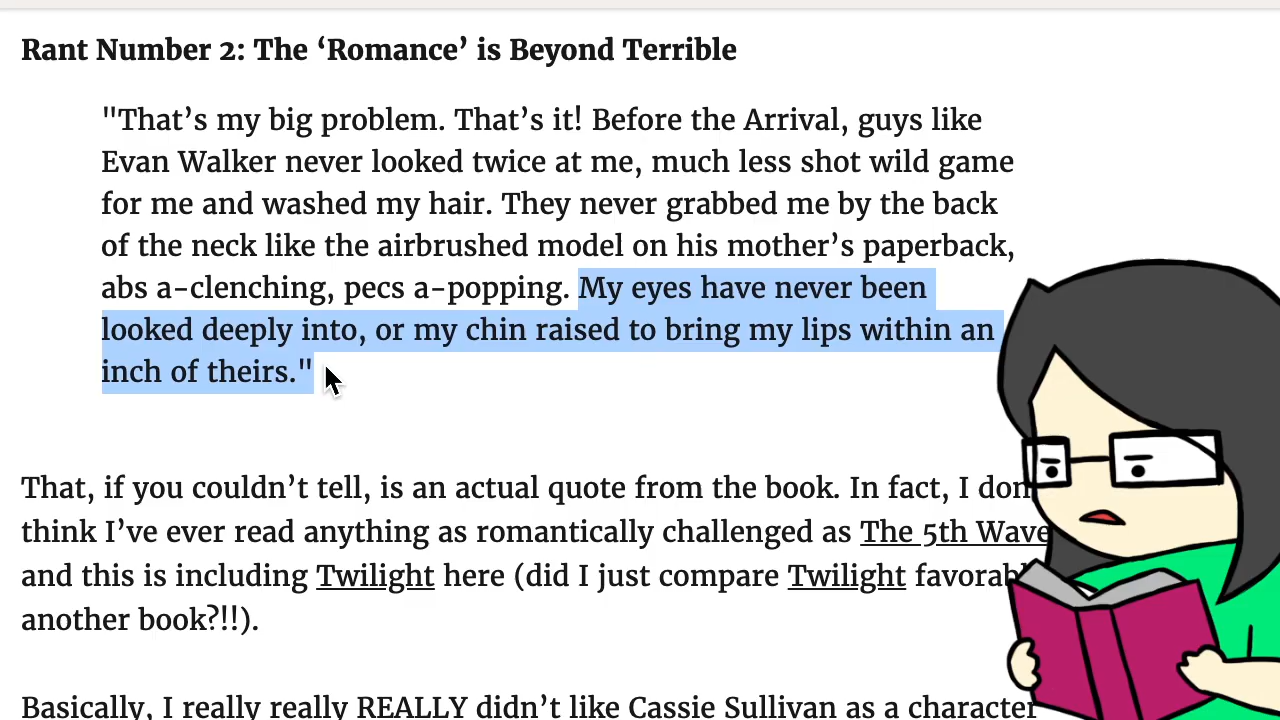 Rant Number 2: The ‘Romance’ is Beyond Terrible
"That’s my big problem. That’s it! Before the Arrival, guys like
Evan Walker never looked twice at me, much less shot wild game
for me and washed my hair. They never grabbed me by the back
of the neck like the airbrushed model on his mother’s paperback,
abs a-clenching, pecs a-popping. My eyes have never been
looked deeply into, or my chin raised to bring my lips within an
inch of theirs."
That, if you couldn’t tell, is an actual quote from the book. In fact, I
think I’ve ever read anything as romantically challenged as The 5th Wave
and this is including Twilight here (did I just compare Twilight
another book?!!).
Basically, I really really REALLY didn’t like Cassie Sullivan as a character